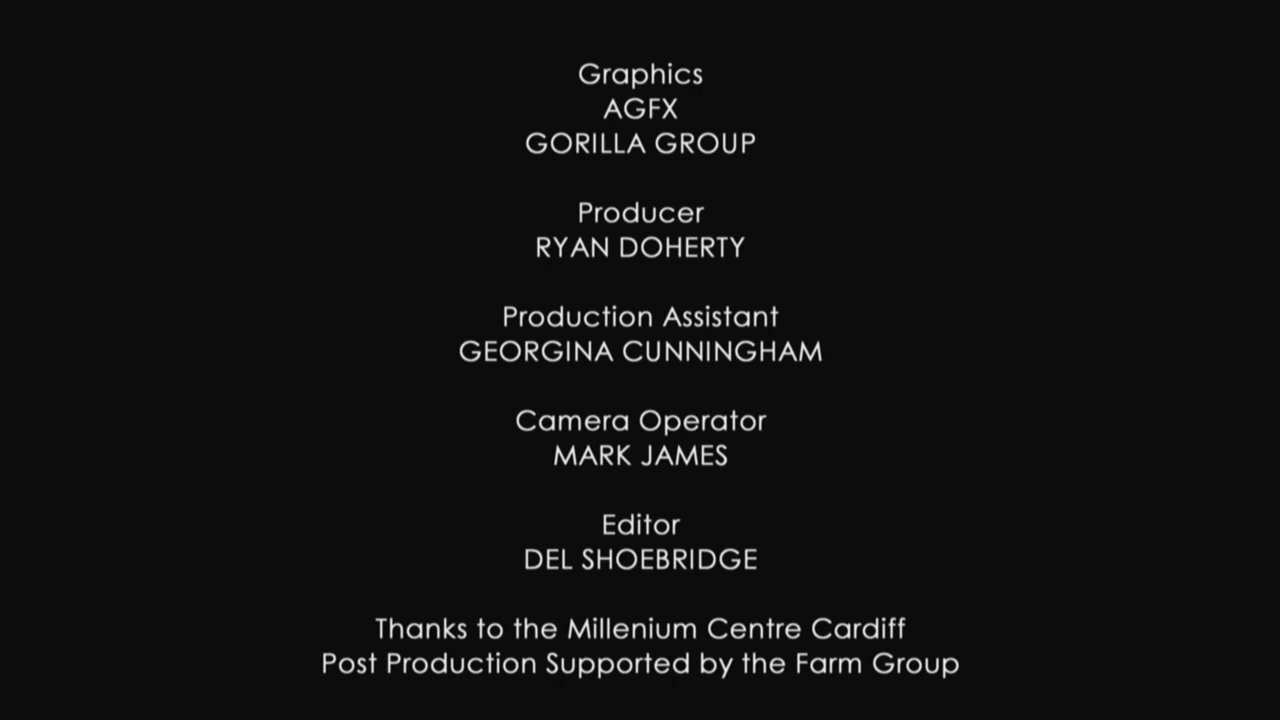 Graphics
AGFX
GORILLA GROUP
Producer
RYAN DOHERTY
Production Assistant
GEORGINA CUNNINGHAM
Camera Operator
MARK JAMES
Editor
DEL SHOEBRIDGE
Thanks to the Millenium Centre Cardiff
Post Production Supported by the Farm Group